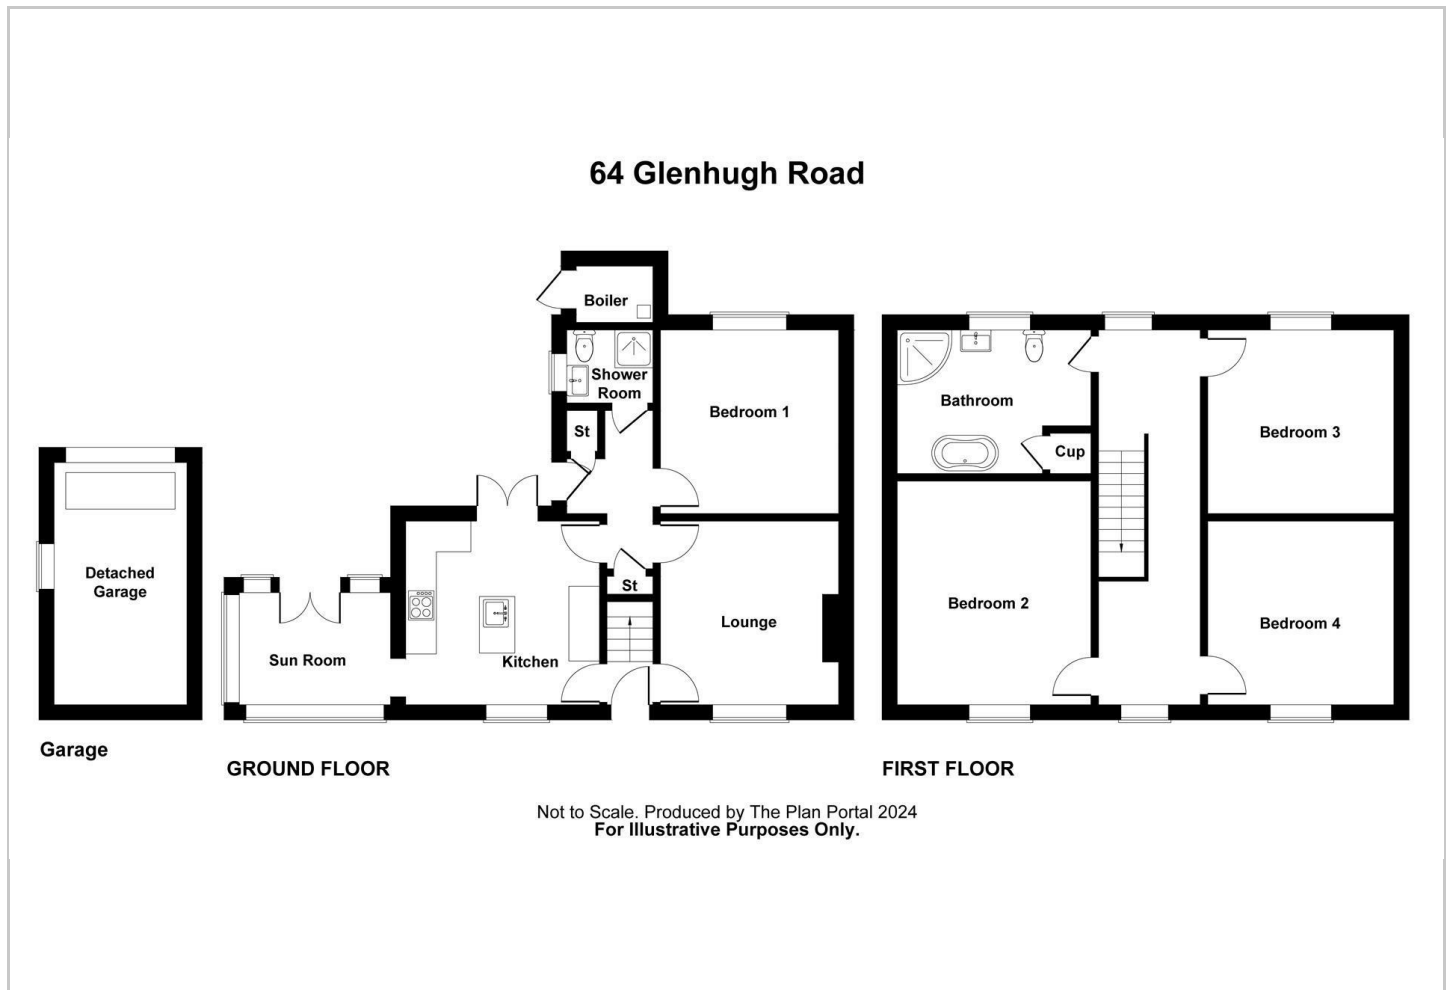 64 Glenhugh Road
Boiler
Shower
Room
St
Bedroom 1
Detached
Garage
Sun Room
Kitchen
St
Lounge
Bathroom
Cup
Bedroom 3
Bedroom 2
Bedroom 4
Garage
GROUND FLOOR
FIRST FLOOR
Not to Scale. Produced by The Plan Portal 2024
For Illustrative Purposes Only.